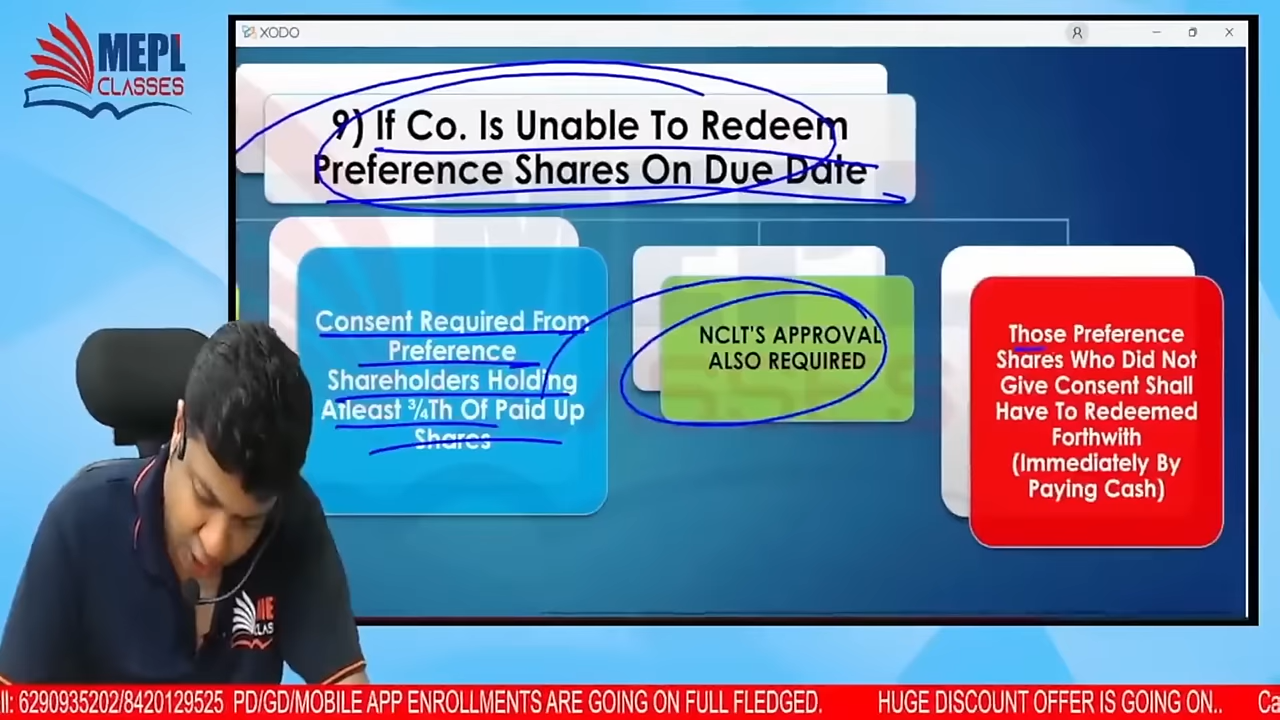 MEPL
CLASSES
XODO
9) If Co. Is Unable To Redeem
Preference Shares On Due Date
Consent Required From
Preference
Shareholders Holding
Atleast ¾Th Of Paid Up
Shares
NCLT'S APPROVAL
ALSO REQUIRED
Those Preference
Shares Who Did Not
Give Consent Shall
Have To Redeemed
Forthwith
(Immediately By
Paying Cash)
ll: 6290935202/8420129525 PD/GD/MOBILE APP ENROLLMENTS ARE GOING ON FULL FLEDGED. HUGE DISCOUNT OFFER IS GOING ON.. Ca